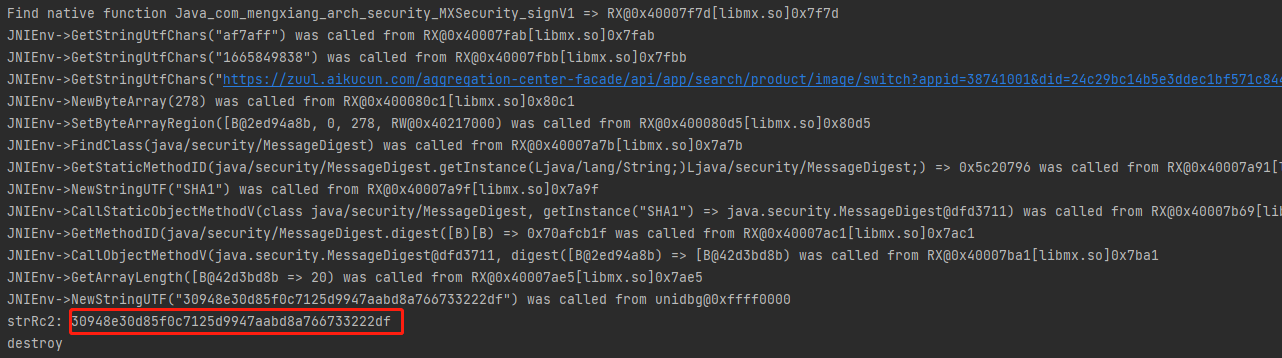 Find native function Java_com_mengxiang_arch_security_MXSecurity_signV1 => RX@0x40007f7d[libmx.so]0x7f7d
JNIEnv->GetStringUtfChars("af7aff") was called from RX@0x40007fab[libmx.so]0x7fab
JNIEnv->GetStringUtfChars("1665849838") was called from RX@0x40007fbb[libmx.so]0x7fbb
JNIEnv->GetStringUtfChars("https://zuul.aikucun.com/aggregation-center-facade/api/app/search/product/image/switch?appid=38741001&did=24c29bc14b5e3ddec1bf571c844
JNIEnv->NewByteArray(278) was called from RX@0x400080c1[libmx.so]0x80c1
JNIEnv->SetByteArrayRegion([B@2ed94a8b, 0, 278, RW@0x40217000) was called from RX@0x400080d5[libmx.so]0x80d5
JNIEnv->FindClass(java/security/MessageDigest) was called from RX@0x40007a7b[libmx.so]0x7a7b
JNIEnv->GetStaticMethodID(java/security/MessageDigest.getInstance(Ljava/lang/String;)Ljava/security/MessageDigest;) => 0x5c20796 was called from RX@0x40007a91[l
JNIEnv->NewStringUTF("SHA1") was called from RX@0x40007a9f[libmx.so]0x7a9f
JNIEnv->CallStaticObjectMethodV(class java/security/MessageDigest, getInstance("SHA1") => java.security.MessageDigest@dfd3711) was called from RX@0x40007b69[lib
JNIEnv->GetMethodID(java/security/MessageDigest.digest([B)[B) => 0x70afcb1f was called from RX@0x40007ac1[libmx.so]0x7ac1
JNIEnv->CallObjectMethodV(java.security.MessageDigest@dfd3711, digest([B@2ed94a8b) => [B@42d3bd8b) was called from RX@0x40007ba1[libmx.so]0x7ba1
JNIEnv->GetArrayLength([B@42d3bd8b => 20) was called from RX@0x40007ae5[libmx.so]0x7ae5
JNIEnv->NewStringUTF("30948e30d85f0c7125d9947aabd8a766733222df") was called from unidbg@0xffff0000
strRc2: 30948e30d85f0c7125d9947aabd8a766733222df
destroy